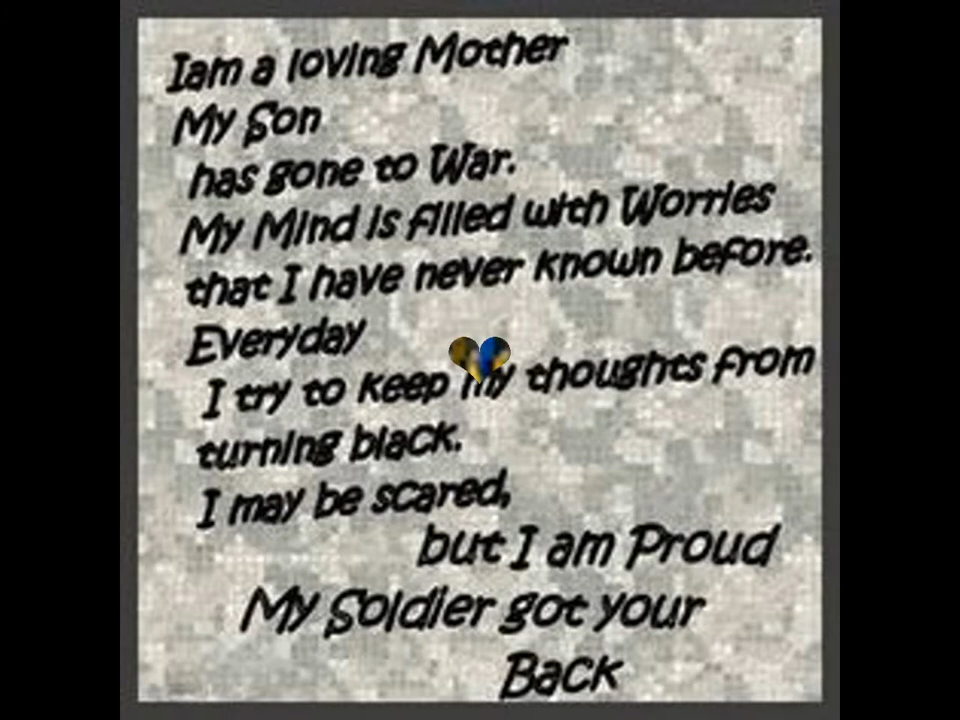 Iam a loving Mother
My Son
has gone to War.
My Mind is filled with Worries
that I have never known before.
Everyday
I try to keep my thoughts from
turning black.
I may be scared,
but I am Proud
My Soldier got your
Back